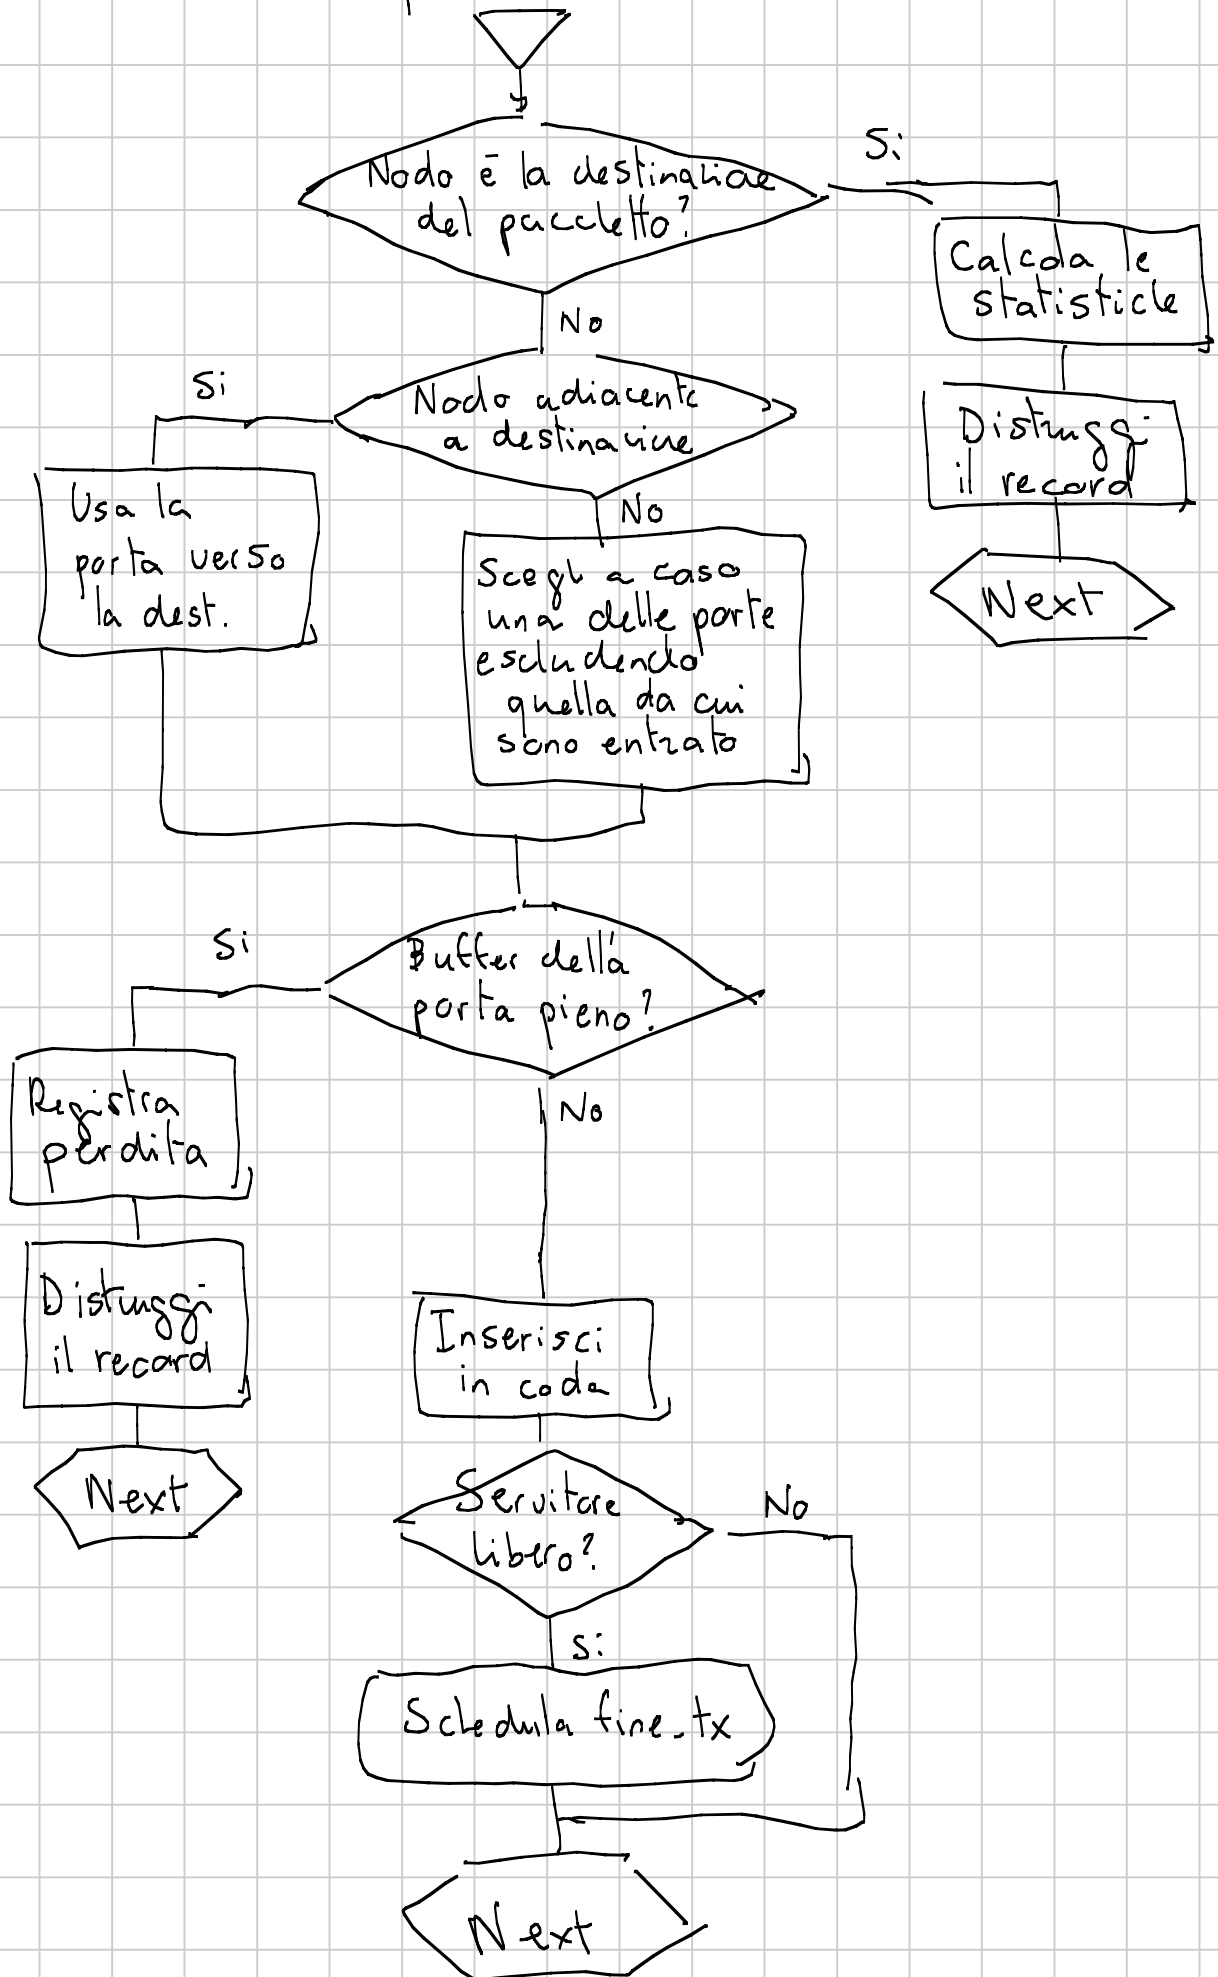 Nodo è la destinazione
del pacchetto?
Si
Calcola le
statistiche
Distruggi
il record
Next
No
Nodo adiacente
a destinazione
Si
Usa la
porta verso
la dest.
No
Scegli a caso
una delle porte
escludendo
quella da cui
sono entrato
Buffer della
porta pieno?
Si
Registra
perdita
Distruggi
il record
Next
No
Inserisci
in coda
Servitore
libero?
No
Si
Schedula fine_tx
Next